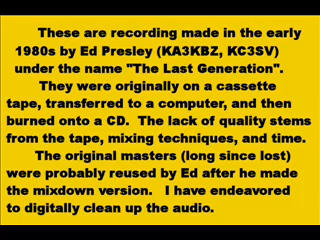 These are recording made in the early
1980s by Ed Presley (KA3KBZ, KC3SV)
under the name "The Last Generation".
They were originally on a cassette
tape, transferred to a computer, and then
burned onto a CD.  The lack of quality stems
from the tape, mixing techniques, and time.
The original masters (long since lost)
were probably reused by Ed after he made
the mixdown version.   I have endeavored
to digitally clean up the audio.